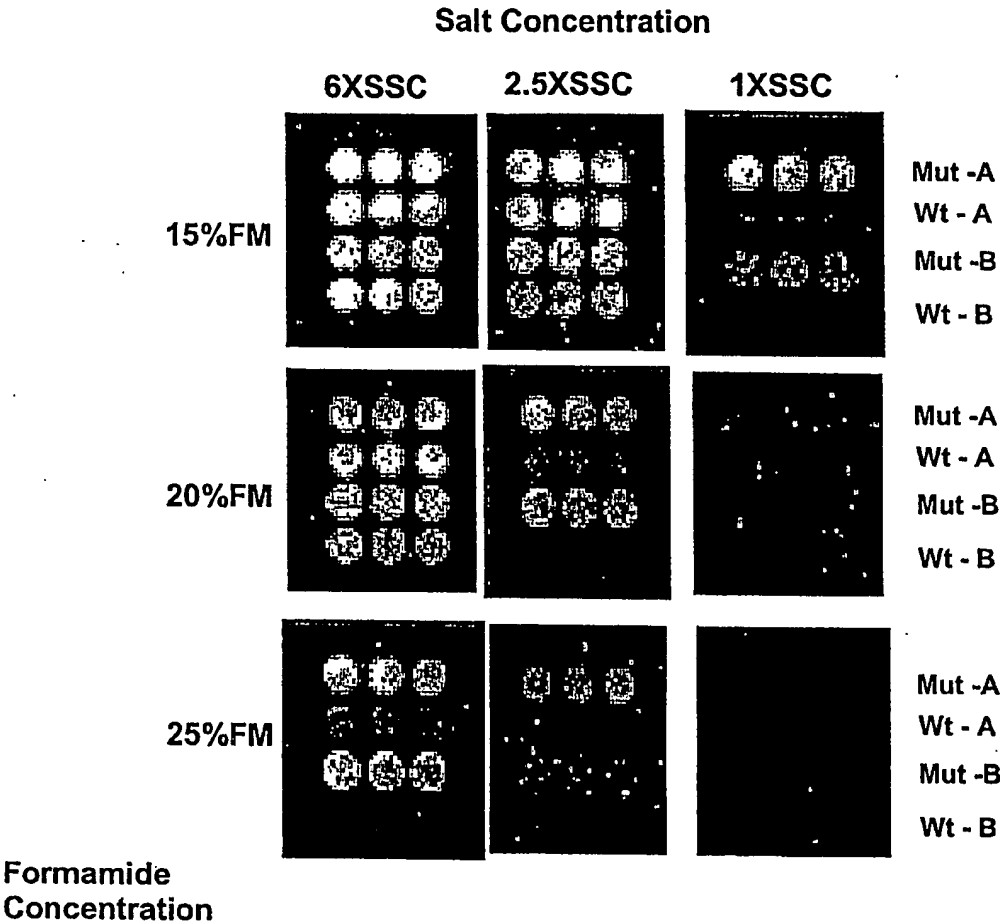 Salt Concentration
6XSSC 2.5XSSC 1XSSC
15%FM
Mut -A
Wt - A
Mut -B
Wt - B
20%FM
Mut -A
Wt - A
Mut -B
Wt - B
25%FM
Mut -A
Wt - A
Mut -B
Wt - B
Formamide
Concentration